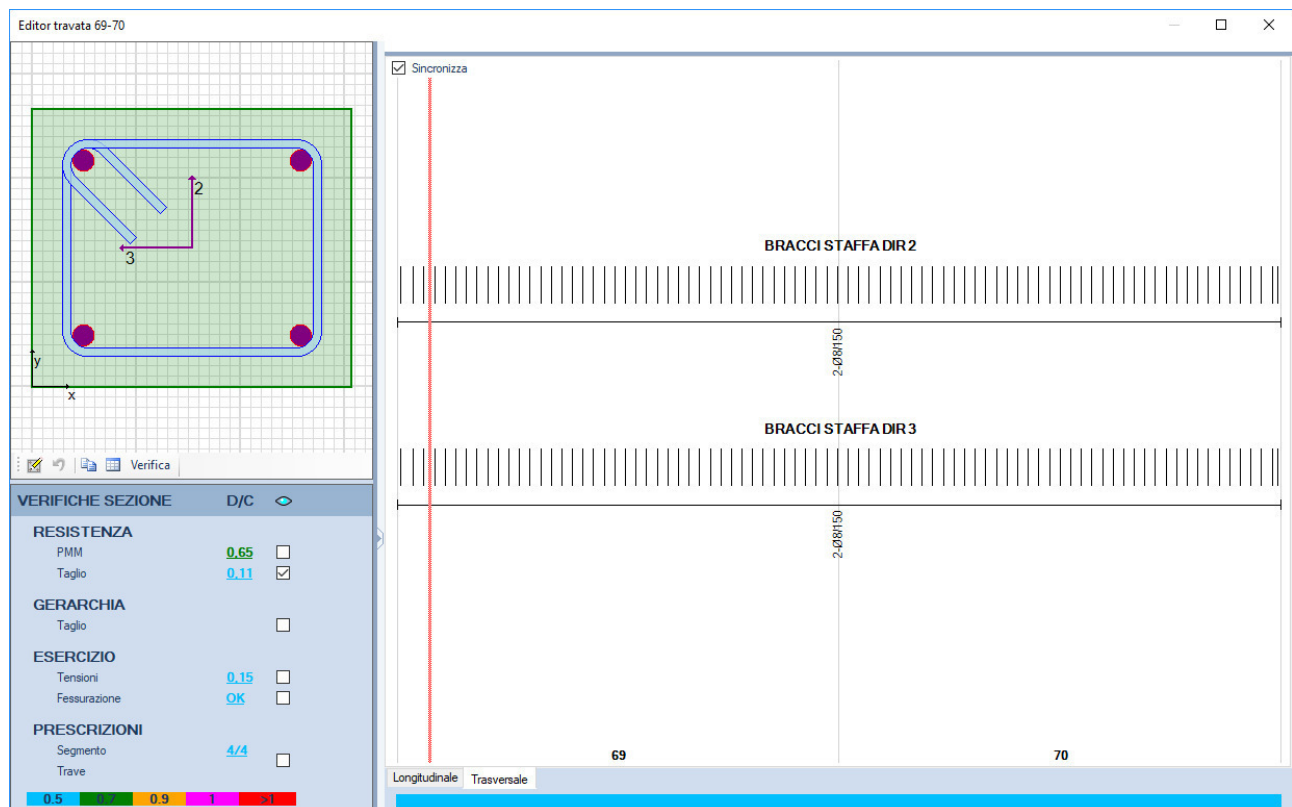 Editor travata 69-70
2
3
y
x
Verifica
VERIFICHE SEZIONE D/C
RESISTENZA
PMM 0,65
Taglio 0,11
GERARCHIA
Taglio
ESERCIZIO
Tensioni 0,15
Fessurazione OK
PRESCRIZIONI
Segmento 4/4
Trave
0.5 0.7 0.9 1 >1
Sincronizza
BRACCI STAFFA DIR 2
2-Ø8/150
BRACCI STAFFA DIR 3
2-Ø8/150
69 70
Longitudinale Trasversale